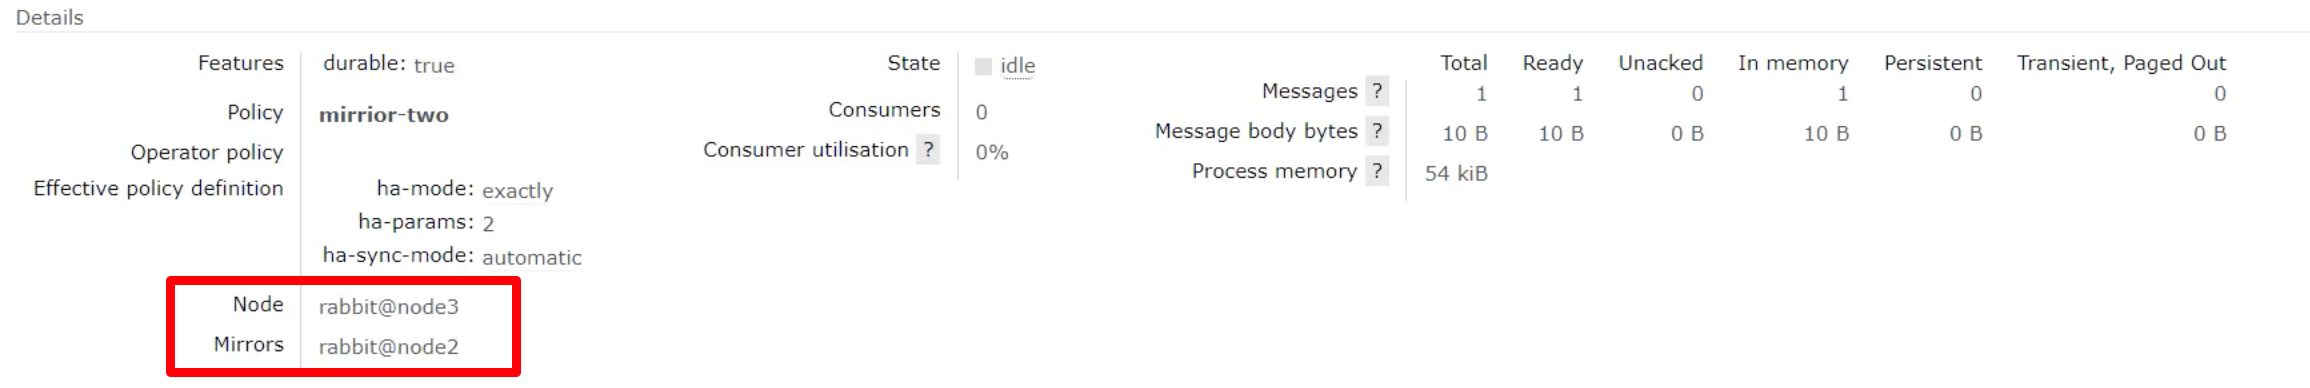 Details
Features durable: true
Policy mirrior-two
Operator policy
Effective policy definition ha-mode: exactly
ha-params: 2
ha-sync-mode: automatic
Node rabbit@node3
Mirrors rabbit@node2
State idle
Consumers 0
Consumer utilisation ? 0%
Total Ready Unacked In memory Persistent Transient, Paged Out
Messages ? 1 1 0 1 0 0
Message body bytes ? 10 B 10 B 0 B 10 B 0 B 0 B
Process memory ? 54 kiB